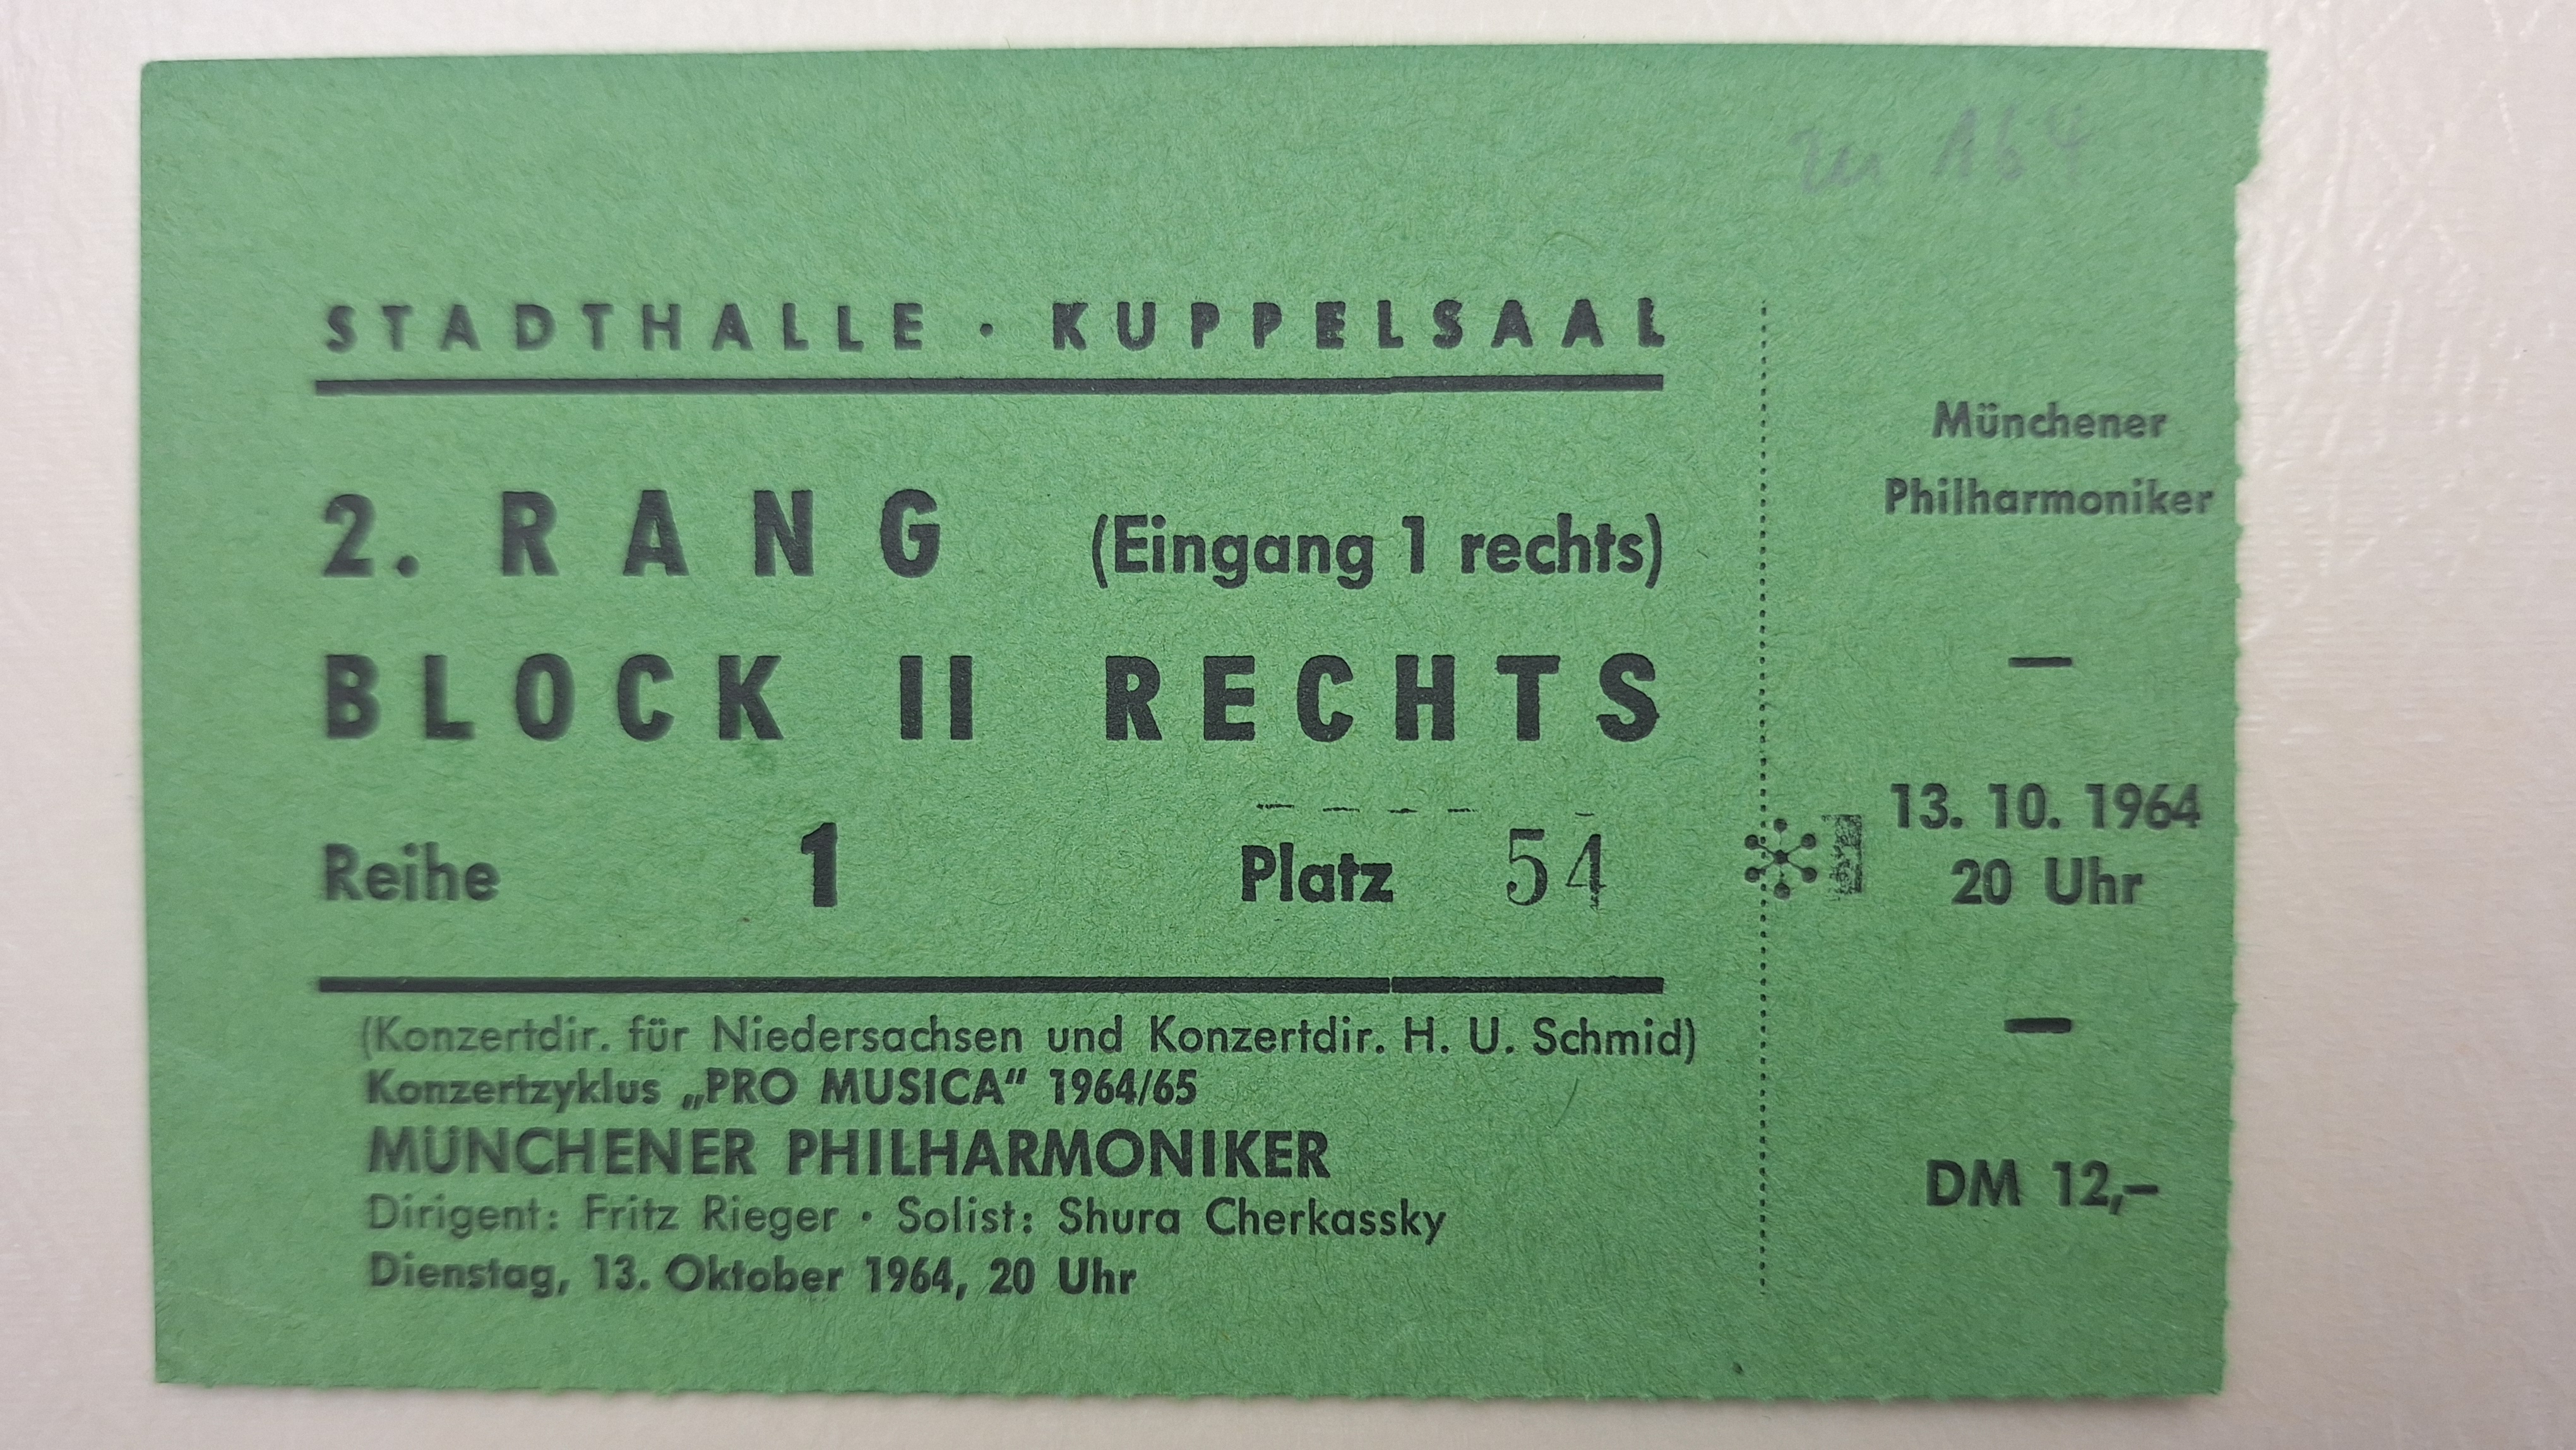 zu 164
STADTHALLE · KUPPELSAAL
2. RANG (Eingang 1 rechts)
BLOCK II RECHTS
Reihe 1 Platz 54
(Konzertdir. für Niedersachsen und Konzertdir. H. U. Schmid)
Konzertzyklus „PRO MUSICA“ 1964/65
MÜNCHENER PHILHARMONIKER
Dirigent: Fritz Rieger · Solist: Shura Cherkassky
Dienstag, 13. Oktober 1964, 20 Uhr
Münchener
Philharmoniker
—
13. 10. 1964
20 Uhr
—
DM 12,–